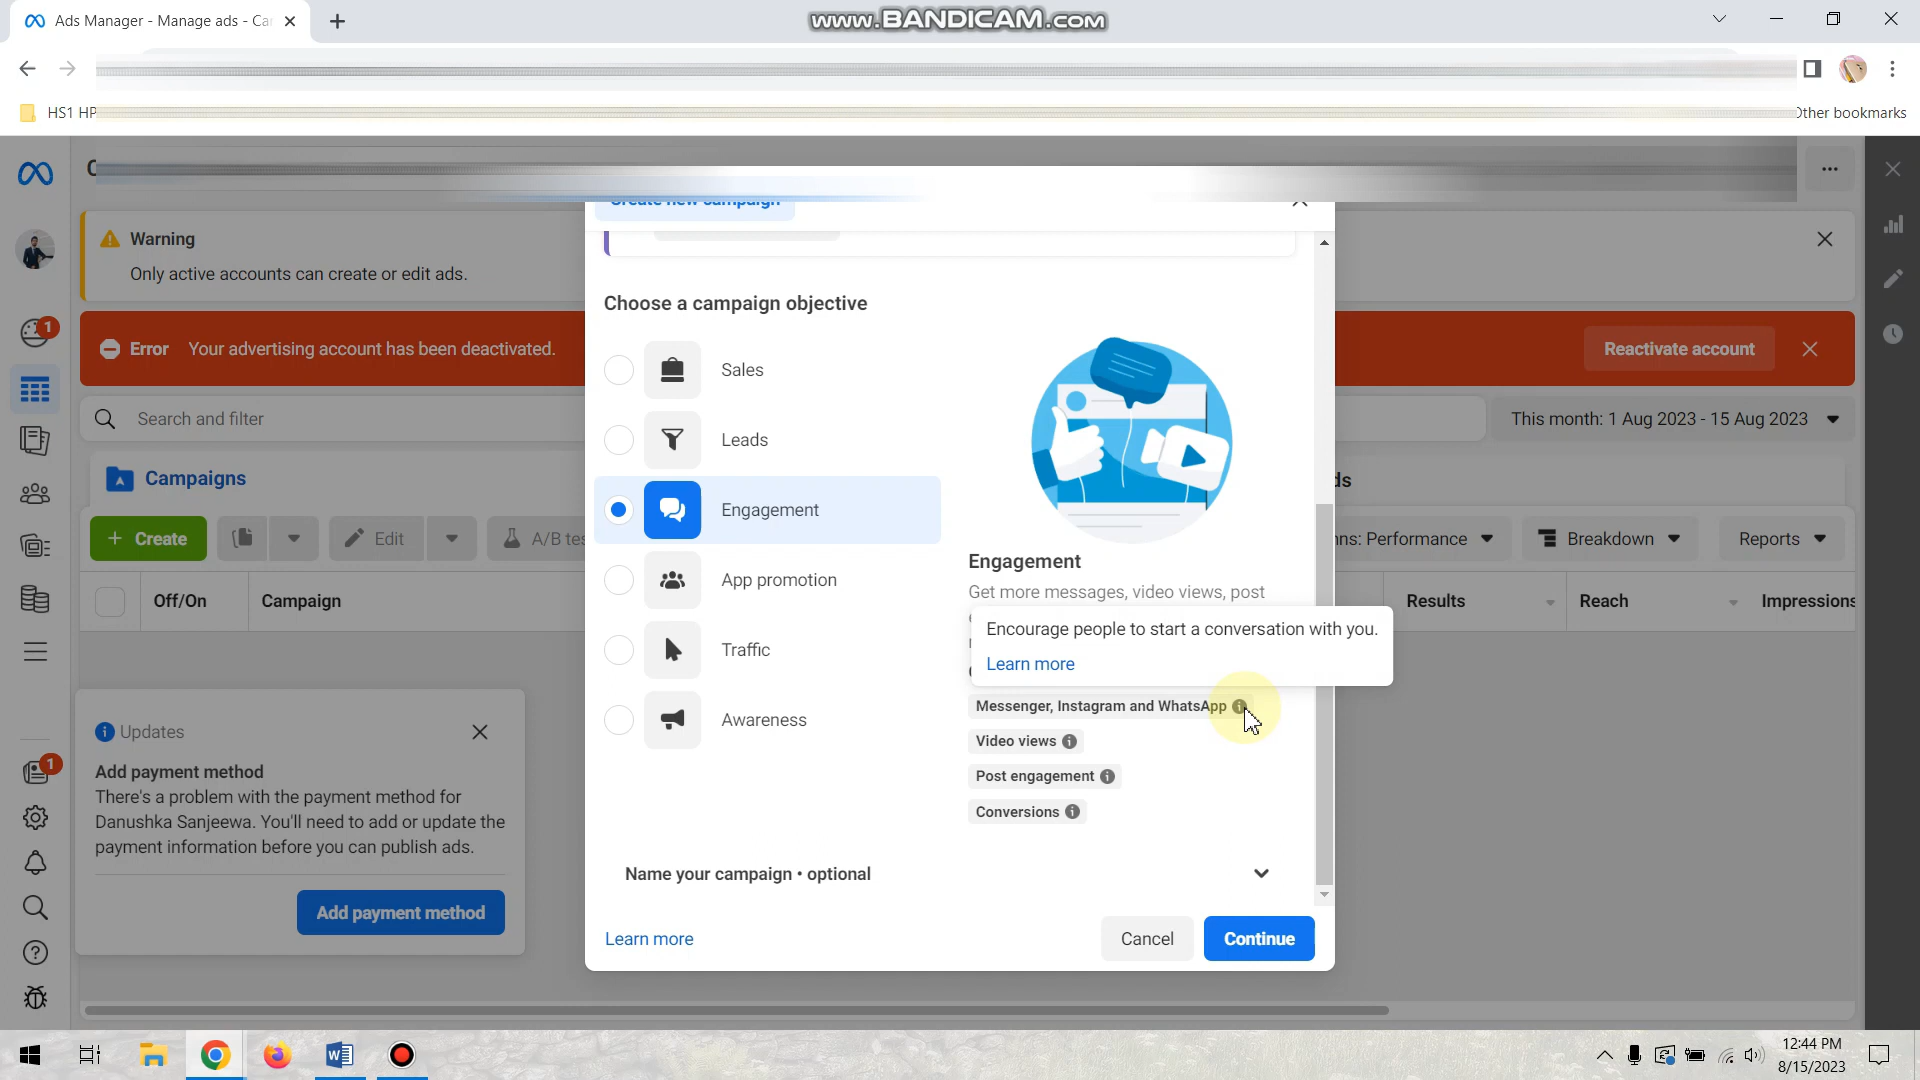 Ads Manager - Manage ads - Ca
www.BANDICAM.com
HS1 HP
Other bookmarks
Create new campaign
Warning
Only active accounts can create or edit ads.
Error Your advertising account has been deactivated.
Reactivate account
Choose a campaign objective
Sales
Leads
Engagement
App promotion
Traffic
Awareness
Search and filter
This month: 1 Aug 2023 - 15 Aug 2023
Campaigns
ds
+ Create
Edit
A/B tes
nns: Performance
Breakdown
Reports
Off/On
Campaign
Results
Reach
Impressions
Engagement
Get more messages, video views, post
Encourage people to start a conversation with you.
Learn more
Messenger, Instagram and WhatsApp
Video views
Post engagement
Conversions
1
1
Updates
Add payment method
There's a problem with the payment method for
Danushka Sanjeewa. You'll need to add or update the
payment information before you can publish ads.
Add payment method
Name your campaign • optional
Learn more
Cancel
Continue
12:44 PM
8/15/2023